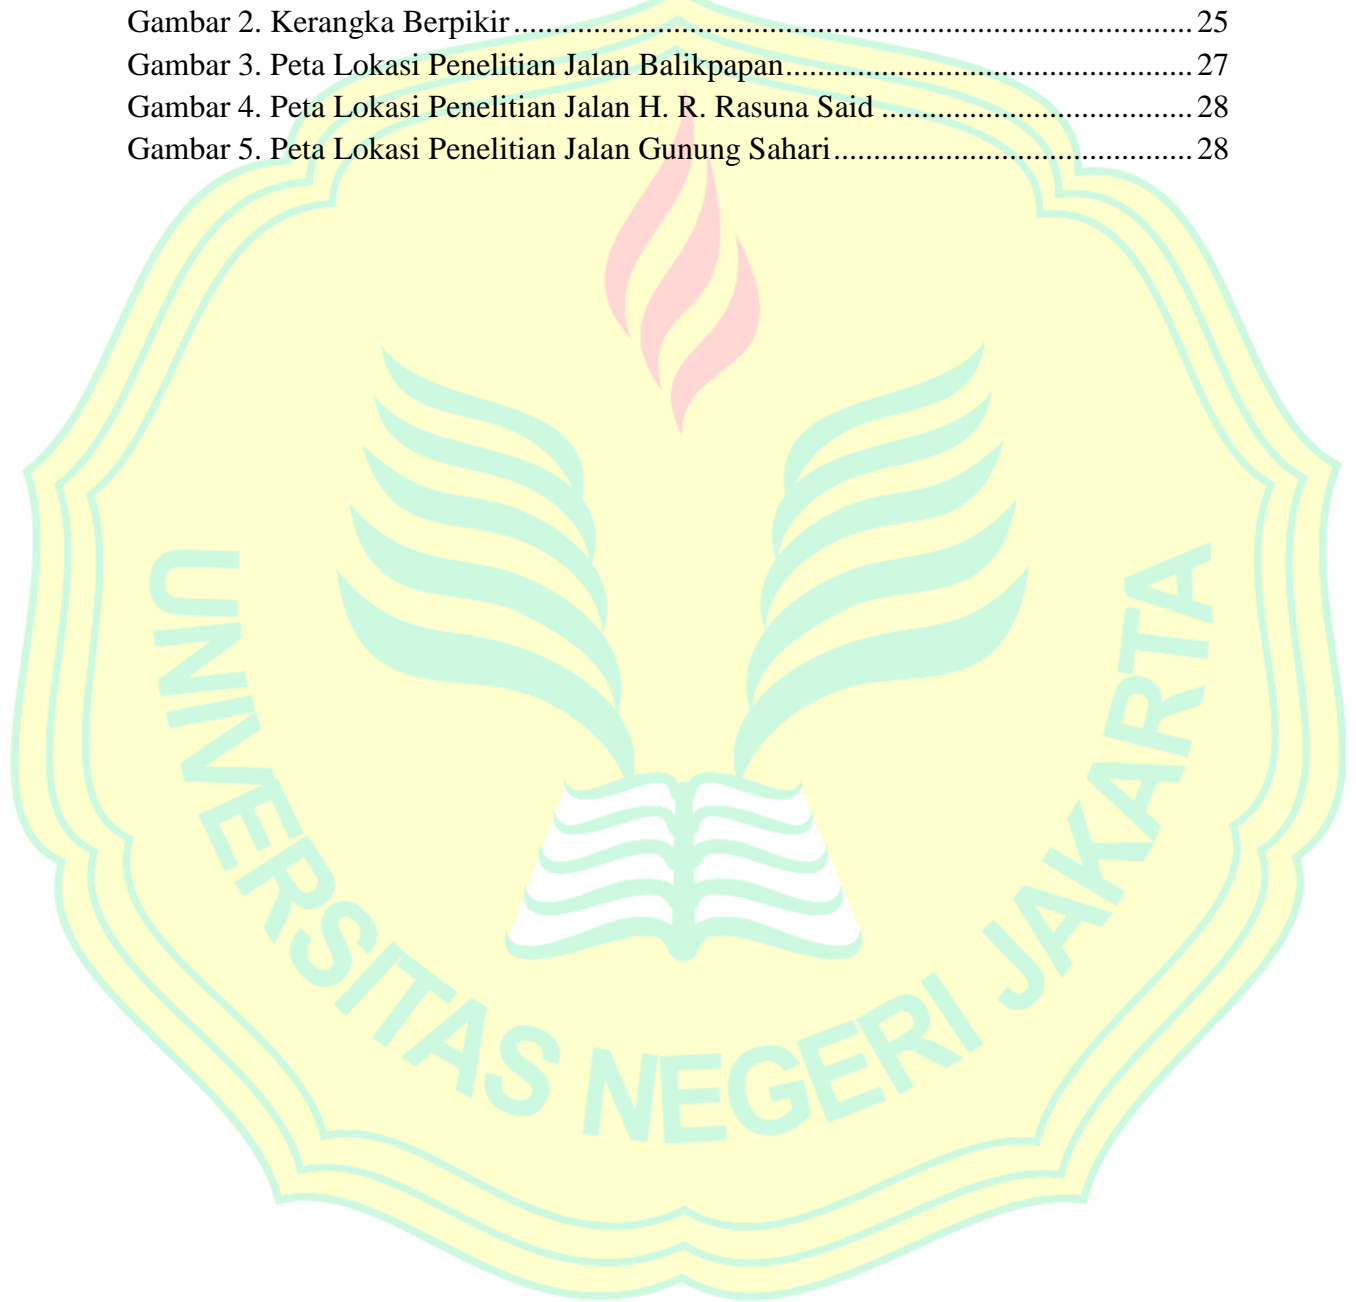 Gambar 2. Kerangka Berpikir ..................................................................................... 25
Gambar 3. Peta Lokasi Penelitian Jalan Balikpapan................................................... 27
Gambar 4. Peta Lokasi Penelitian Jalan H. R. Rasuna Said ....................................... 28
Gambar 5. Peta Lokasi Penelitian Jalan Gunung Sahari............................................. 28
UNIVERSITAS NEGERI JAKARTA